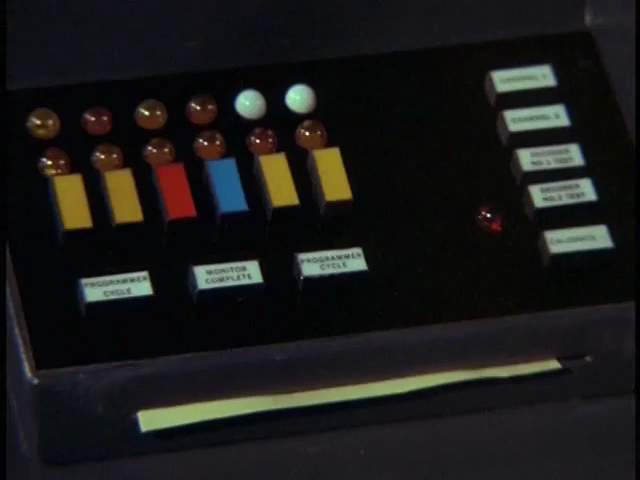 CHANNEL 1
CHANNEL 2
DECODER
NO.1 TEST
DECODER
NO.2 TEST
CALIBRATE
PROGRAMMER
CYCLE
MONITOR
COMPLETE
PROGRAMMER
CYCLE